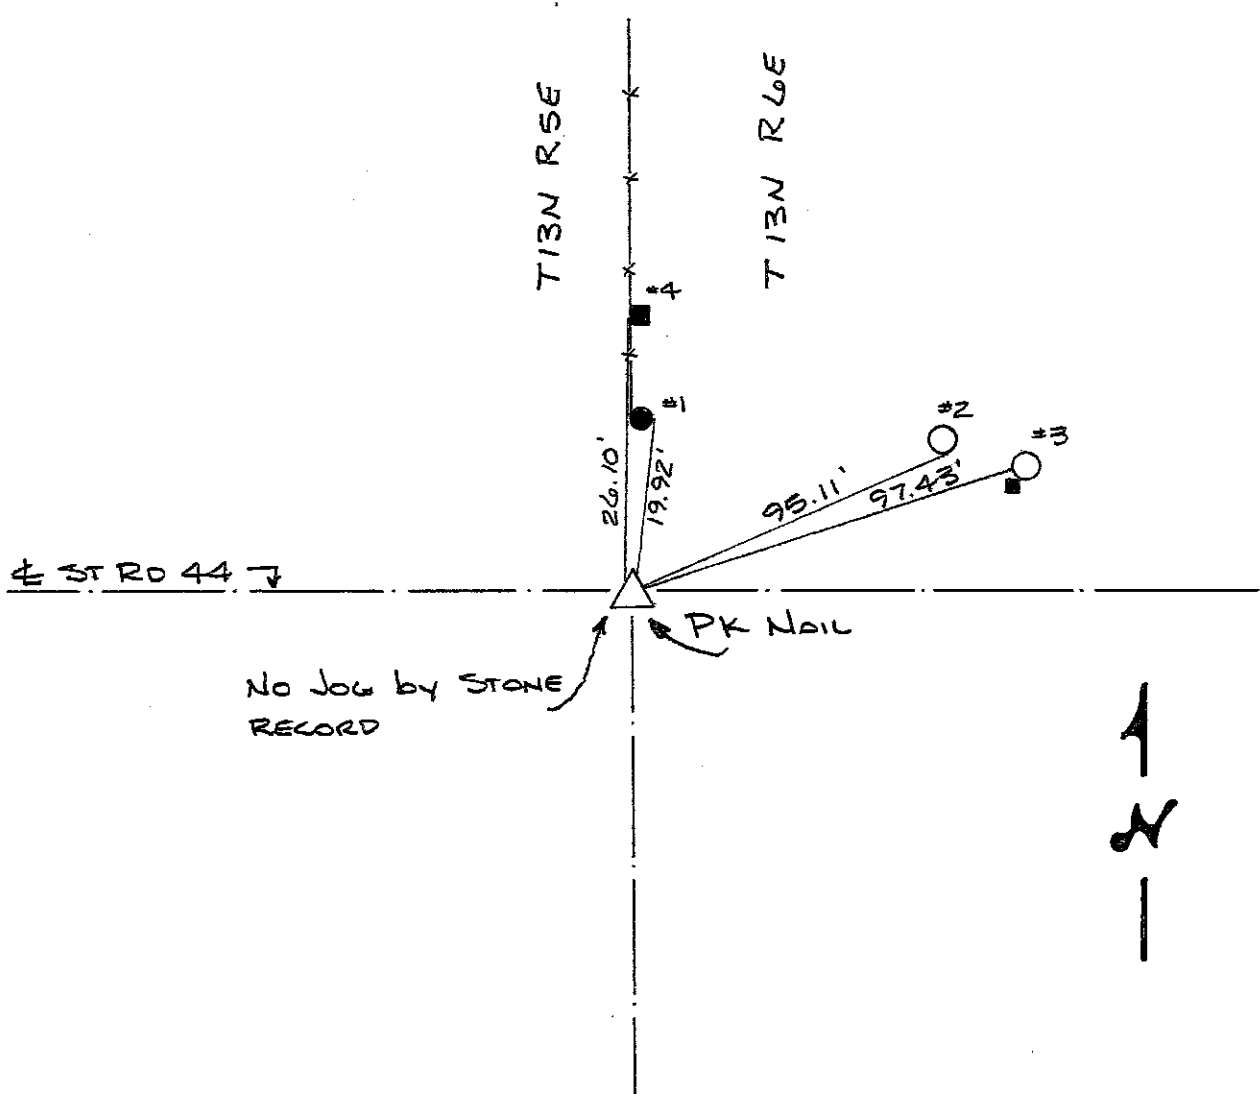 T13N R5E
T13N R6E
#4
#1
#2
#3
26.10'
19.92'
95.11'
97.43'
℄ ST RD 44
PK NAIL
NO JOG by STONE
RECORD
N